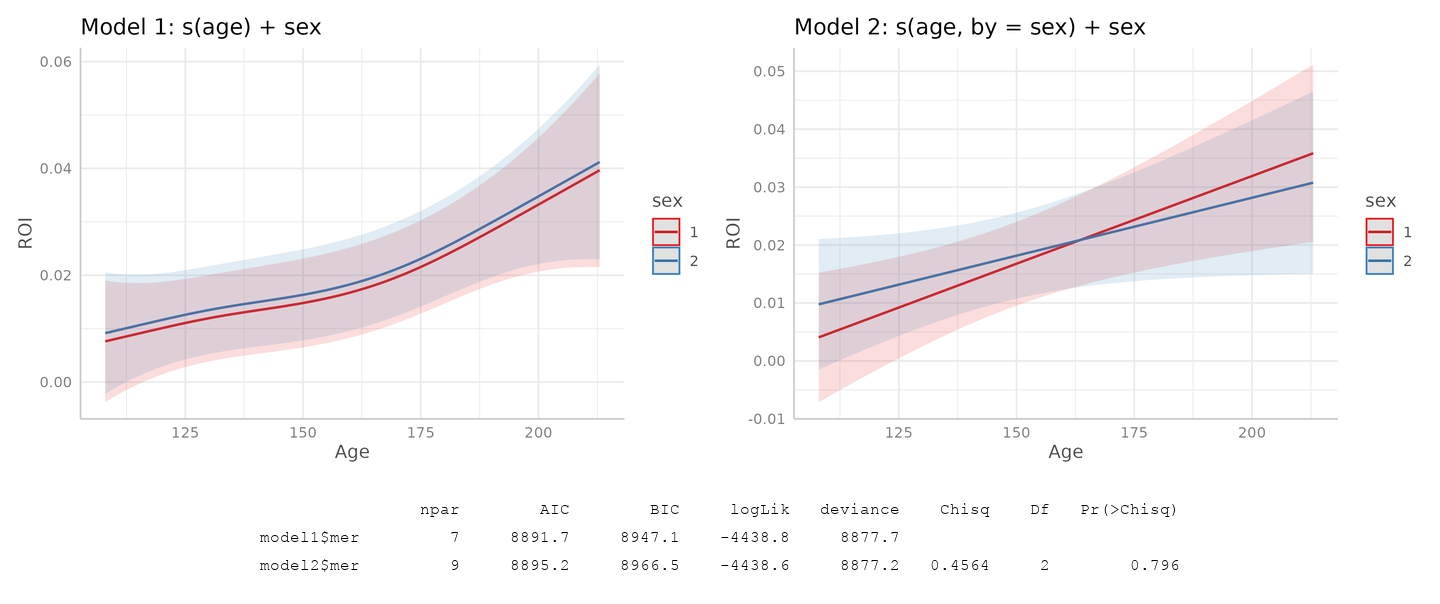 Model 1: s(age) + sex
0.06
0.04
0.02
0.00
125 150 175 200
Age
ROI
sex
1
2
Model 2: s(age, by = sex) + sex
0.05
0.04
0.03
0.02
0.01
0.00
-0.01
125 150 175 200
Age
ROI
sex
1
2
npar AIC BIC logLik deviance Chisq Df Pr(>Chisq)
model1$mer 7 8891.7 8947.1 -4438.8 8877.7
model2$mer 9 8895.2 8966.5 -4438.6 8877.2 0.4564 2 0.796